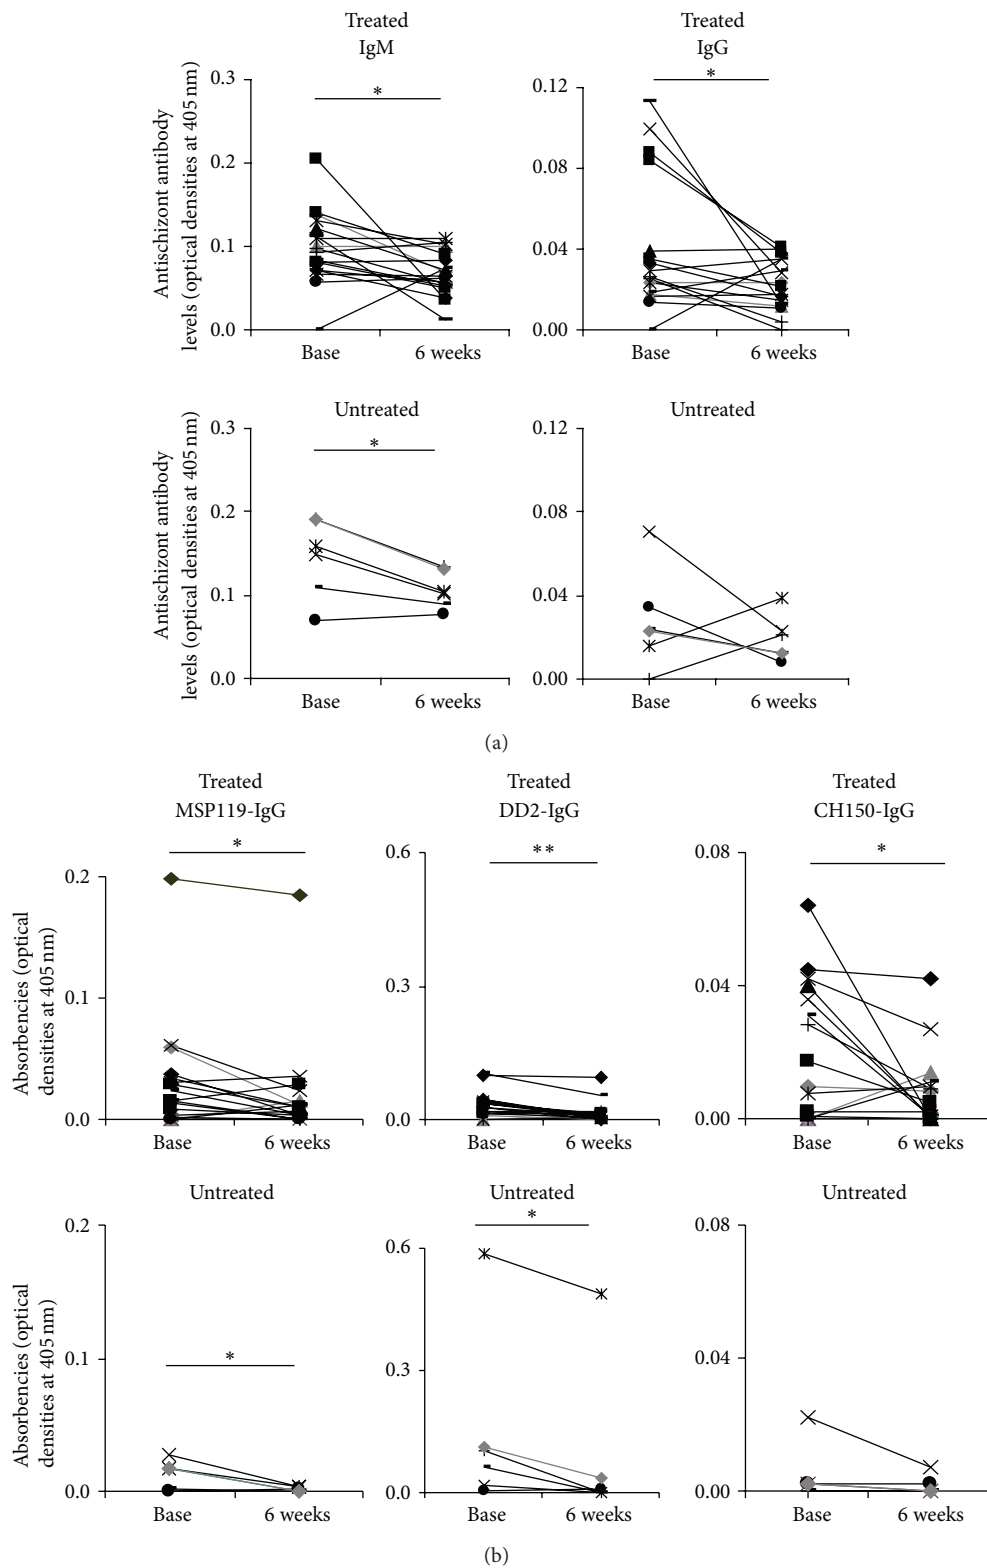 Treated
IgM
Treated
IgG
Antischizont antibody
levels (optical densities at 405 nm)
0.3
0.2
0.1
0.0
*
Base
6 weeks
0.12
0.08
0.04
0.00
*
Base
6 weeks
Untreated
Antischizont antibody
levels (optical densities at 405 nm)
0.3
0.2
0.1
0.0
*
Base
6 weeks
Untreated
0.12
0.08
0.04
0.00
Base
6 weeks
(a)
Treated
MSP119-IgG
Treated
DD2-IgG
Treated
CH150-IgG
Absorbencies (optical
densities at 405 nm)
0.2
0.1
0.0
*
Base
6 weeks
0.6
0.3
0.0
**
Base
6 weeks
0.08
0.04
0.00
*
Base
6 weeks
Untreated
Absorbencies (optical
densities at 405 nm)
0.2
0.1
0.0
*
Base
6 weeks
Untreated
0.6
0.3
0.0
*
Base
6 weeks
Untreated
0.08
0.04
0.00
Base
6 weeks
(b)